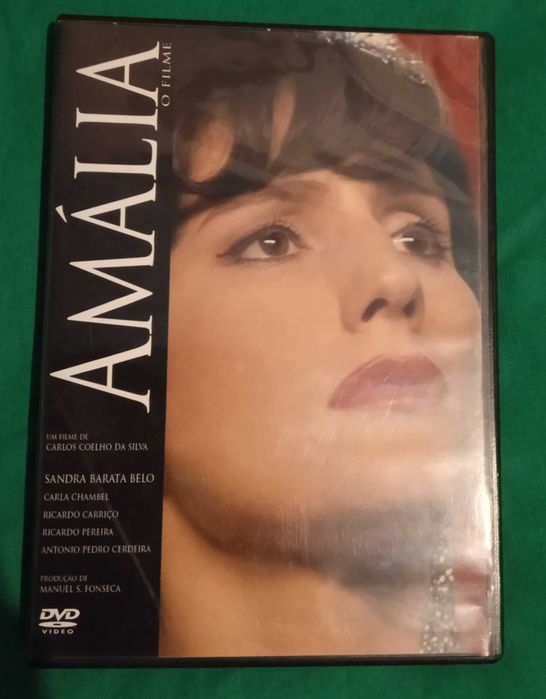 AMÁLIA
O FILME
UM FILME DE
CARLOS COELHO DA SILVA
SANDRA BARATA BELO
CARLA CHAMBEL
RICARDO CARRIÇO
RICARDO PEREIRA
ANTONIO PEDRO CERDEIRA
PRODUÇÃO DE
MANUEL S. FONSECA
DVD
VIDEO